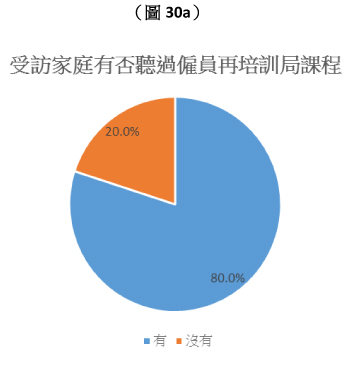 （圖 30a）
受訪家庭有否聽過僱員再培訓局課程
20.0%
80.0%
有 沒有